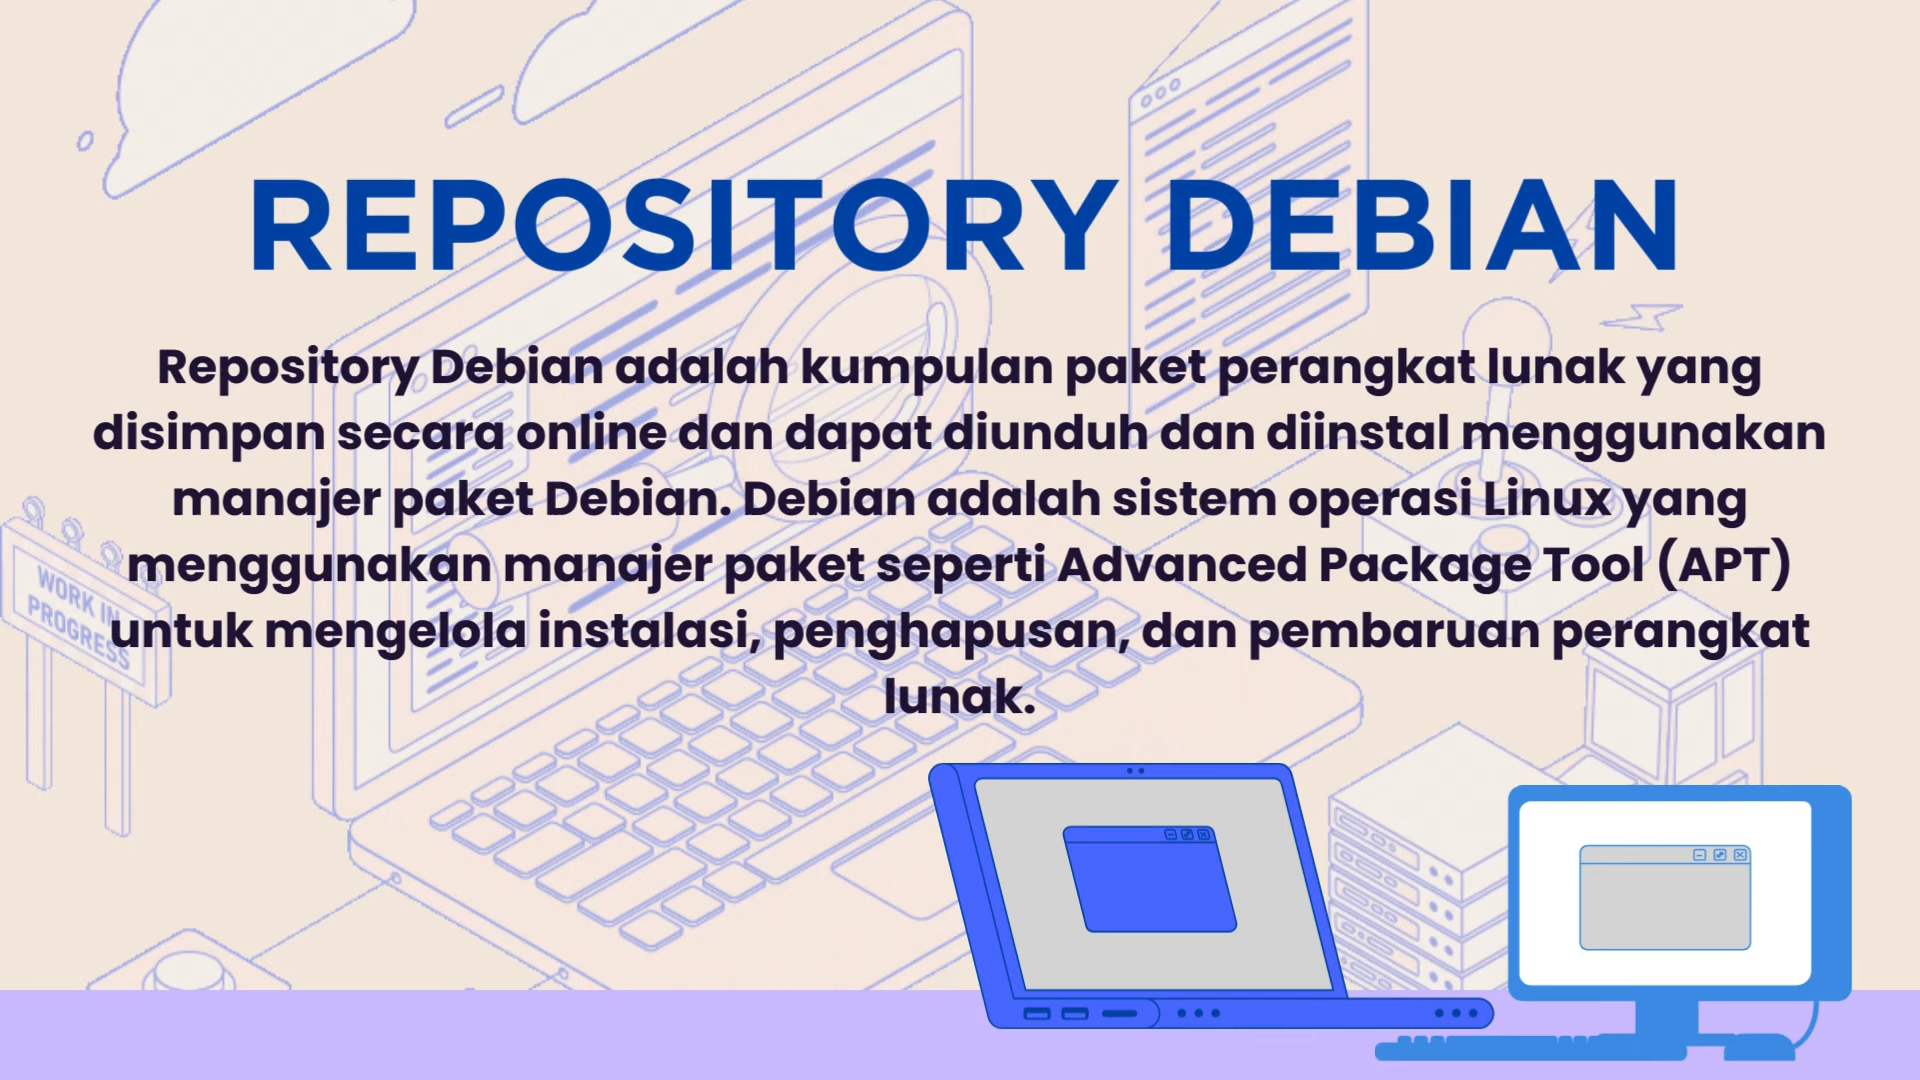 REPOSITORY DEBIAN
Repository Debian adalah kumpulan paket perangkat lunak yang
disimpan secara online dan dapat diunduh dan diinstal menggunakan
manajer paket Debian. Debian adalah sistem operasi Linux yang
menggunakan manajer paket seperti Advanced Package Tool (APT)
untuk mengelola instalasi, penghapusan, dan pembaruan perangkat
lunak.
WORK IN
PROGRESS